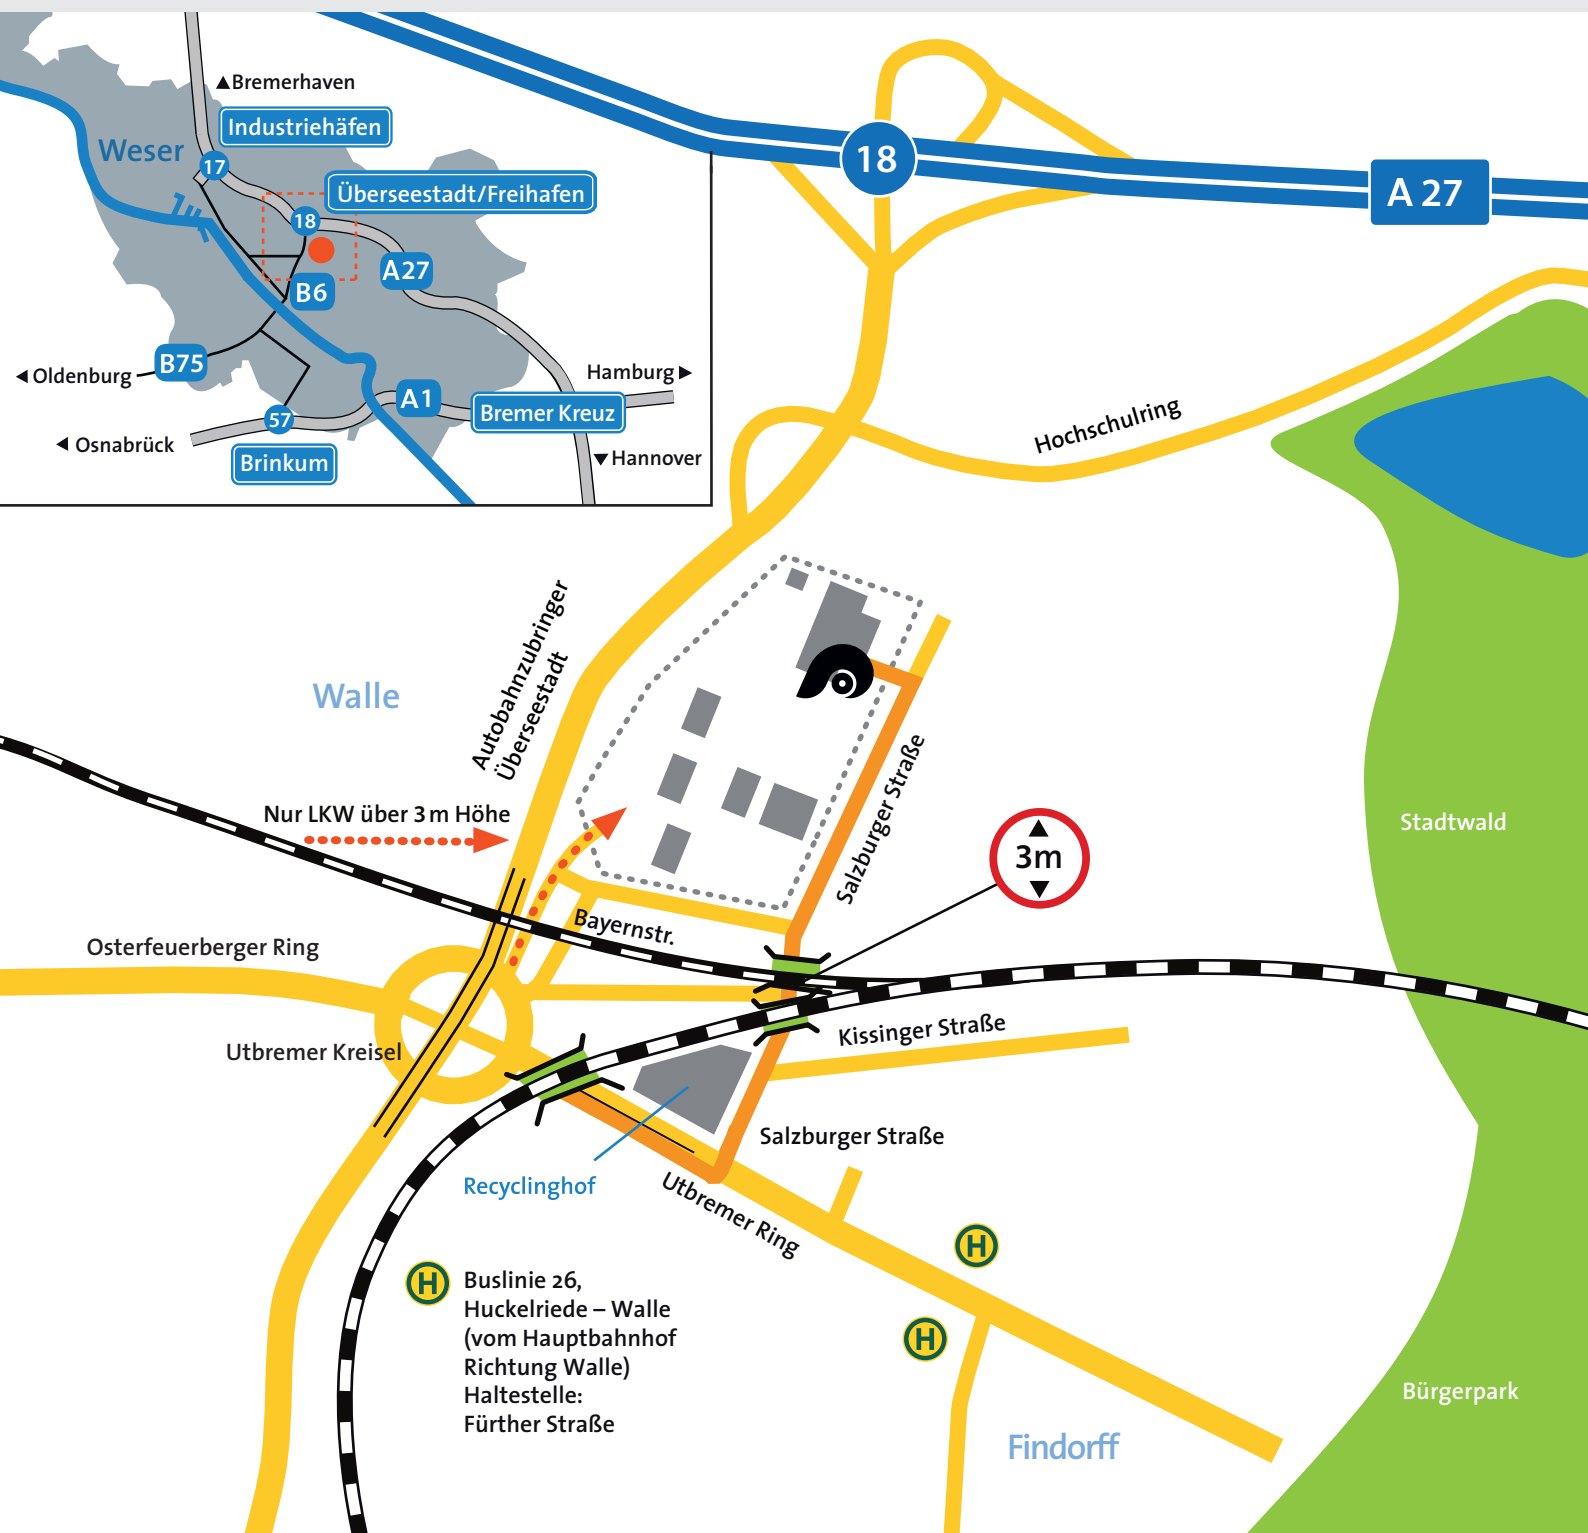 Bremerhaven
Industriehäfen
Weser
17
Überseestadt/Freihafen
18
A27
B6
B75
Oldenburg
Hamburg
A1
Bremer Kreuz
57
Osnabrück
Brinkum
Hannover
18
A 27
Hochschulring
Autobahnzubringer
Überseestadt
Walle
Nur LKW über 3 m Höhe
Salzburger Straße
3m
Stadtwald
Bayernstr.
Osterfeuerberger Ring
Utbremer Kreisel
Kissinger Straße
Salzburger Straße
Recyclinghof
Utbremer Ring
H
H
H
Buslinie 26,
Huckelriede – Walle
(vom Hauptbahnhof
Richtung Walle)
Haltestelle:
Fürther Straße
Bürgerpark
Findorff